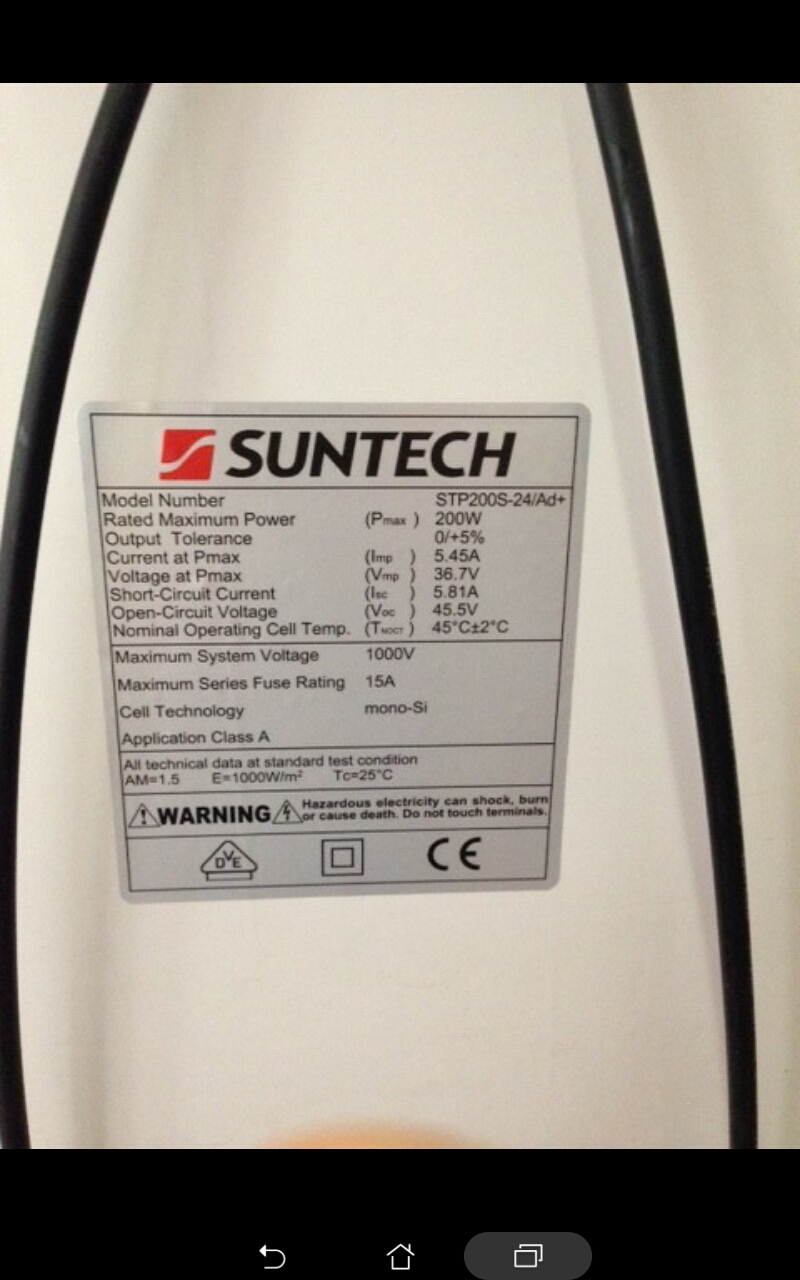 SUNTECH
Model Number STP200S-24/Ad+
Rated Maximum Power (Pmax ) 200W
Output Tolerance 0/+5%
Current at Pmax (Imp ) 5.45A
Voltage at Pmax (Vmp ) 36.7V
Short-Circuit Current (Isc ) 5.81A
Open-Circuit Voltage (Voc ) 45.5V
Nominal Operating Cell Temp. (TNOCT ) 45°C±2°C
Maximum System Voltage 1000V
Maximum Series Fuse Rating 15A
Cell Technology mono-Si
Application Class A
All technical data at standard test condition
AM=1.5 E=1000W/m² Tc=25°C
WARNING Hazardous electricity can shock, burn
or cause death. Do not touch terminals.
DVE CE